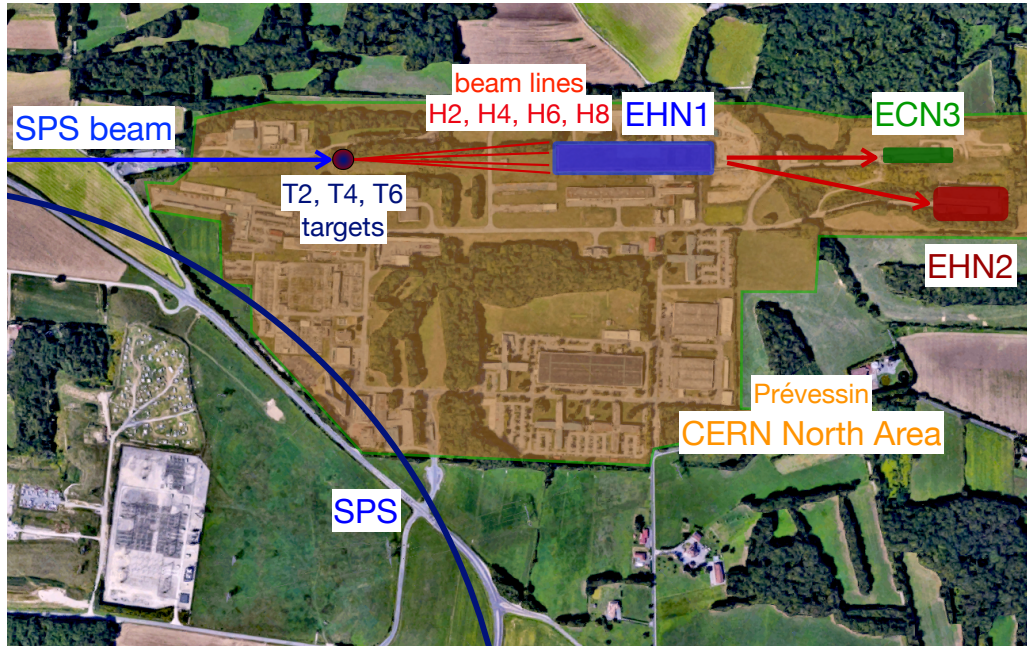 beam lines
H2, H4, H6, H8
EHN1
ECN3
SPS beam
T2, T4, T6
targets
EHN2
Prévessin
CERN North Area
SPS